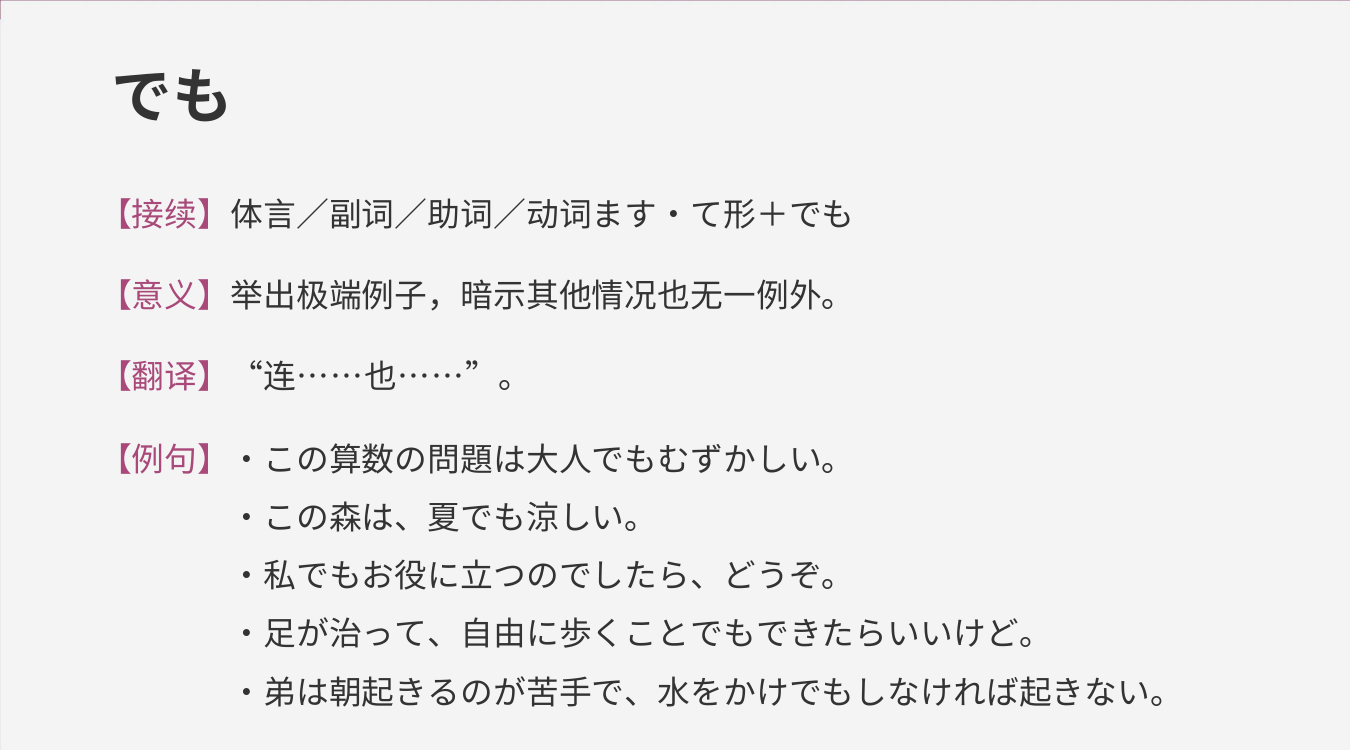 でも
【接续】体言／副词／助词／动词ます・て形＋でも
【意义】举出极端例子，暗示其他情况也无一例外。
【翻译】“连……也……”。
【例句】・この算数の問題は大人でもむずかしい。
・この森は、夏でも涼しい。
・私でもお役に立つのでしたら、どうぞ。
・足が治って、自由に歩くことでもできたらいいけど。
・弟は朝起きるのが苦手で、水をかけでもしなければ起きない。